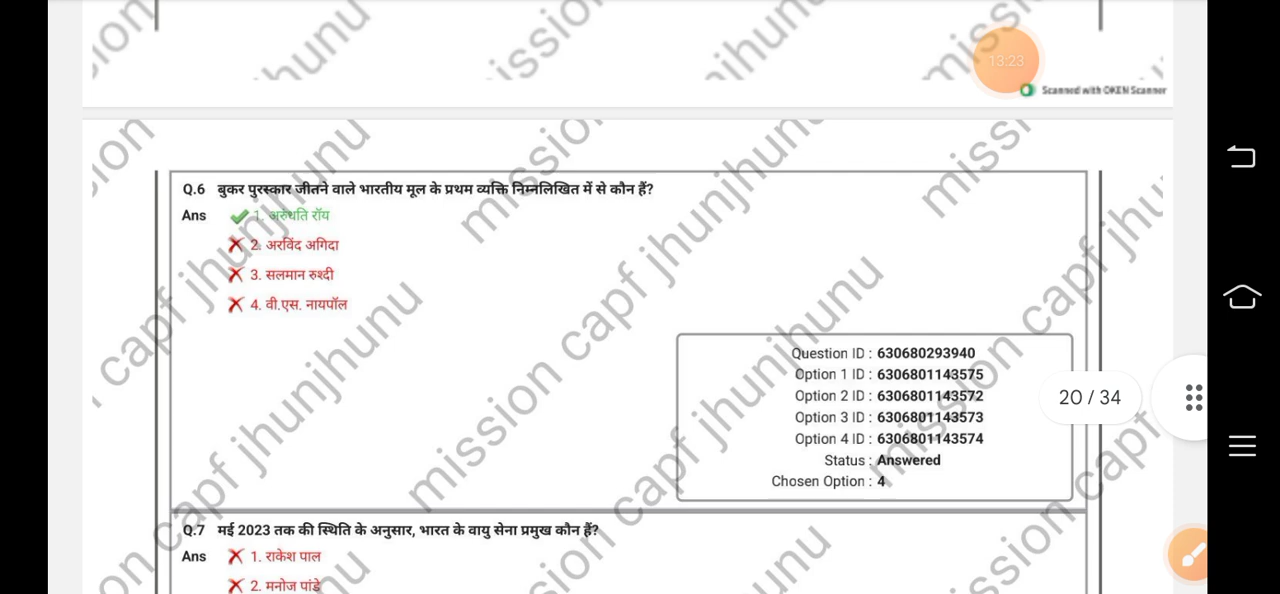 mission capf jhunjhunu
13:23
Scanned with OKEN Scanner
Q.6 बुकर पुरस्कार जीतने वाले भारतीय मूल के प्रथम व्यक्ति निम्नलिखित में से कौन हैं?
Ans 1. अरुंधति रॉय
2. अरविंद अगिदा
3. सलमान रुश्दी
4. वी.एस. नायपॉल
Question ID : 630680293940
Option 1 ID : 6306801143575
Option 2 ID : 6306801143572
Option 3 ID : 6306801143573
Option 4 ID : 6306801143574
Status : Answered
Chosen Option : 4
20 / 34
Q.7 मई 2023 तक की स्थिति के अनुसार, भारत के वायु सेना प्रमुख कौन हैं?
Ans 1. राकेश पाल
2. मनोज पांडे